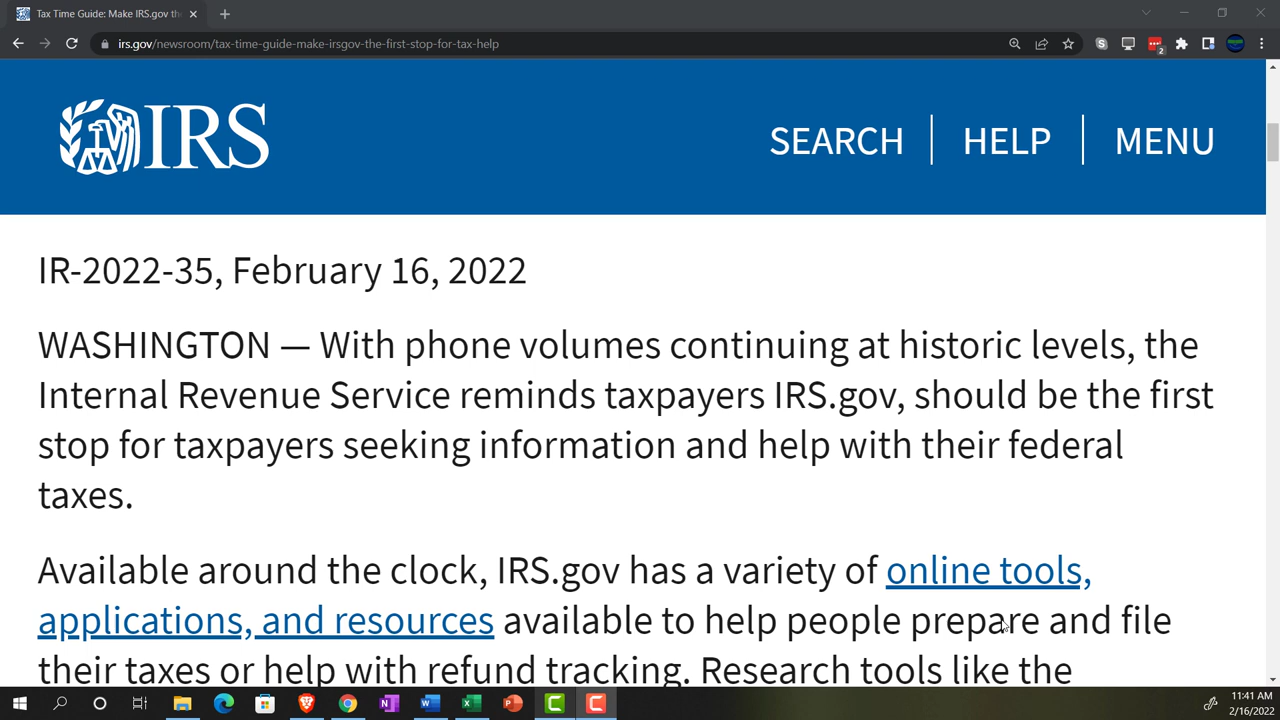 Tax Time Guide: Make IRS.gov the
irs.gov/newsroom/tax-time-guide-make-irsgov-the-first-stop-for-tax-help
2
IRS
SEARCH
HELP
MENU
IR-2022-35, February 16, 2022
WASHINGTON — With phone volumes continuing at historic levels, the
Internal Revenue Service reminds taxpayers IRS.gov, should be the first
stop for taxpayers seeking information and help with their federal
taxes.
Available around the clock, IRS.gov has a variety of online tools,
applications, and resources available to help people prepare and file
their taxes or help with refund tracking. Research tools like the
11:41 AM
2/16/2022